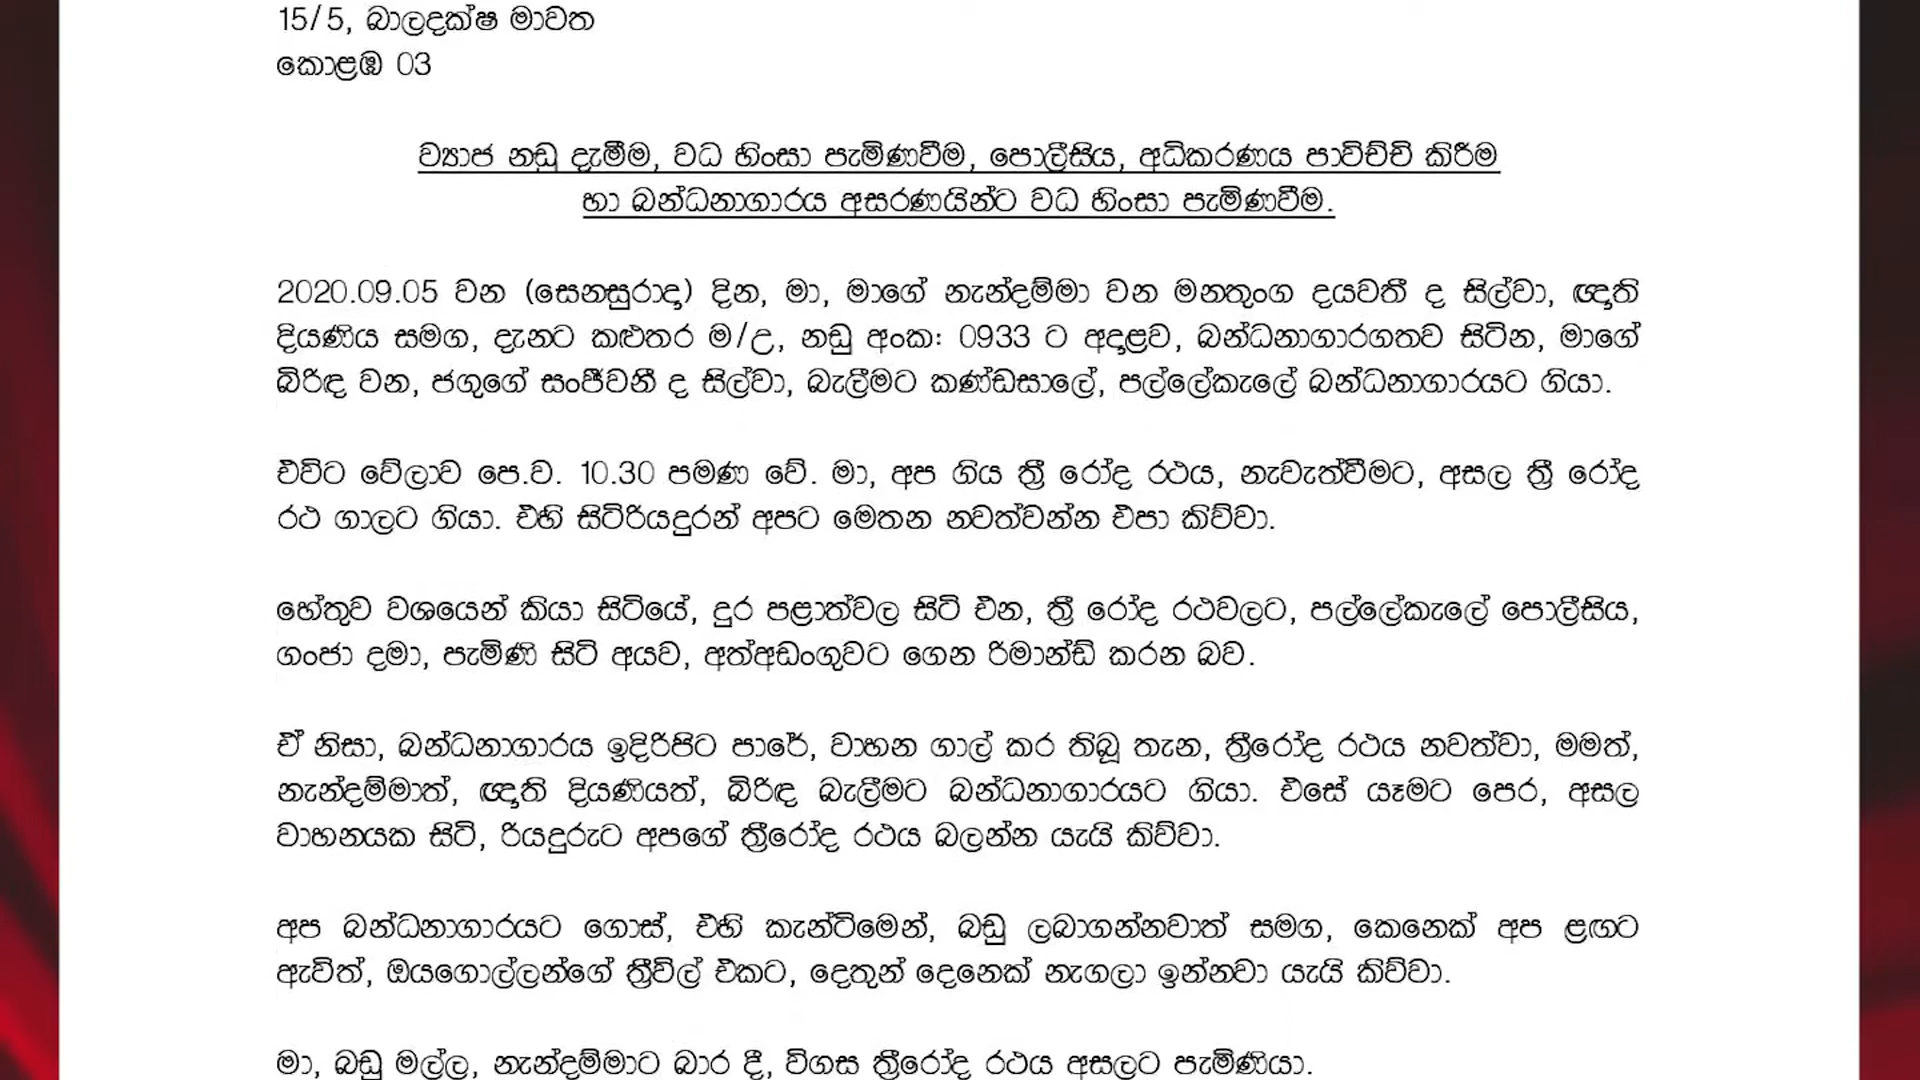 15/5, බාලදක්ෂ මාවත
කොළඹ 03
ව්‍යාජ නඩු දැමීම, වධ හිංසා පැමිණවීම, පොලීසිය, අධිකරණය පාවිච්චි කිරීම
හා බන්ධනාගාරය අසරණයින්ට වධ හිංසා පැමිණවීම.
2020.09.05 වන (සෙනසුරාදා) දින, මා, මාගේ නැන්දම්මා වන මනතුංග දයවතී ද සිල්වා, ඥාති
දියණිය සමග, දැනට කළුතර ම/උ, නඩු අංක: 0933 ට අදාළව, බන්ධනාගාරගතව සිටින, මාගේ
බිරිඳ වන, ජගුගේ සංජීවනී ද සිල්වා, බැලීමට කණ්ඩසාලේ, පල්ලේකැලේ බන්ධනාගාරයට ගියා.
එවිට වේලාව පෙ.ව. 10.30 පමණ වේ. මා, අප ගිය ත්‍රී රෝද රථය, නැවැත්වීමට, අසල ත්‍රී රෝද
රථ ගාලට ගියා. එහි සිටිරියදුරන් අපට මෙතන නවත්වන්න එපා කිව්වා.
හේතුව වශයෙන් කියා සිටියේ, දුර පළාත්වල සිටි එන, ත්‍රී රෝද රථවලට, පල්ලේකැලේ පොලීසිය,
ගංජා දමා, පැමිණි සිටි අයව, අත්අඩංගුවට ගෙන රිමාන්ඩ් කරන බව.
ඒ නිසා, බන්ධනාගාරය ඉදිරිපිට පාරේ, වාහන ගාල් කර තිබූ තැන, ත්‍රීරෝද රථය නවත්වා, මමත්,
නැන්දම්මාත්, ඥාති දියණියත්, බිරිඳ බැලීමට බන්ධනාගාරයට ගියා. එසේ යෑමට පෙර, අසල
වාහනයක සිටි, රියදුරුට අපගේ ත්‍රීරෝද රථය බලන්න යැයි කිව්වා.
අප බන්ධනාගාරයට ගොස්, එහි කැන්ටිමෙන්, බඩු ලබාගන්නවාත් සමග, කෙනෙක් අප ළඟට
ඇවිත්, ඔයගොල්ලන්ගේ ත්‍රීවිල් එකට, දෙතුන් දෙනෙක් නැගලා ඉන්නවා යැයි කිව්වා.
මා, බඩු මල්ල, නැන්දම්මාට බාර දී, විගස ත්‍රීරෝද රථය අසලට පැමිණියා.